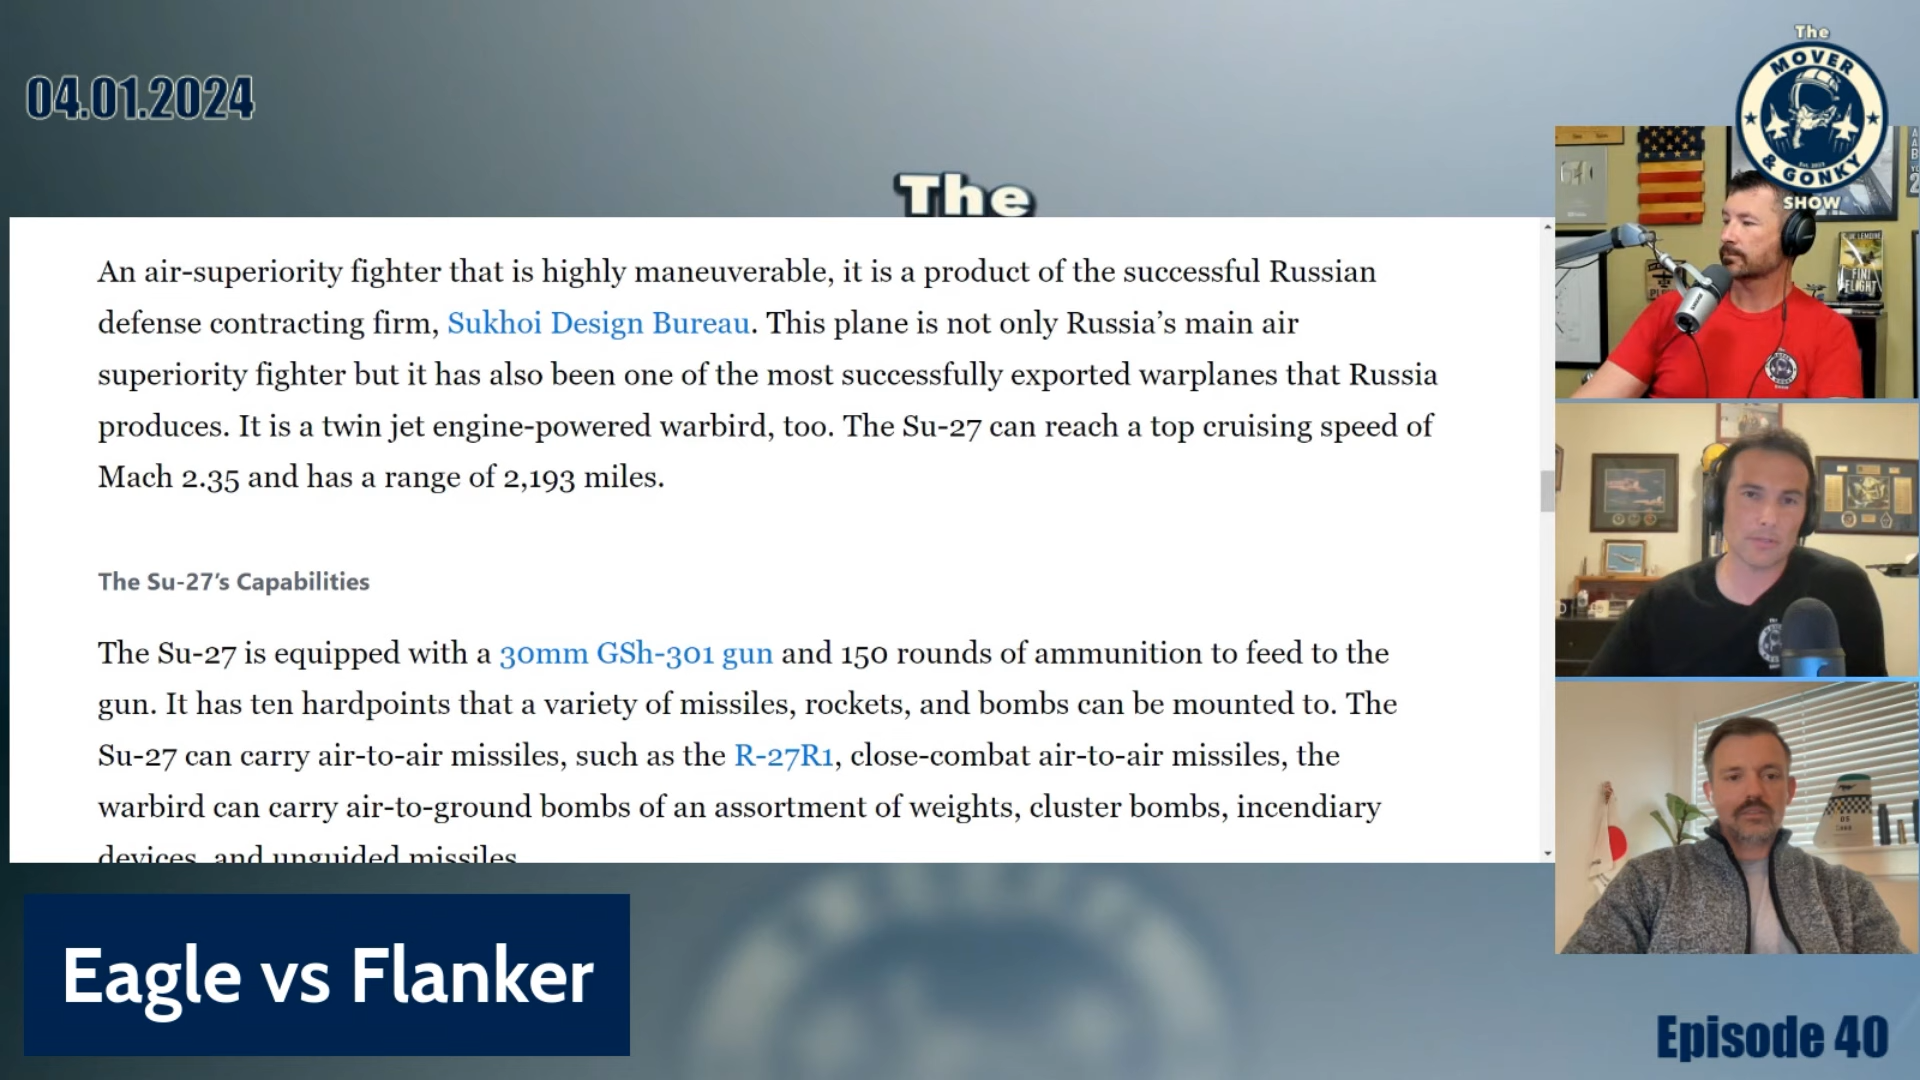 04.01.2024
The
MOVER
& GONKY
SHOW
The
An air-superiority fighter that is highly maneuverable, it is a product of the successful Russian
defense contracting firm, Sukhoi Design Bureau. This plane is not only Russia’s main air
superiority fighter but it has also been one of the most successfully exported warplanes that Russia
produces. It is a twin jet engine-powered warbird, too. The Su-27 can reach a top cruising speed of
Mach 2.35 and has a range of 2,193 miles.
The Su-27’s Capabilities
The Su-27 is equipped with a 30mm GSh-301 gun and 150 rounds of ammunition to feed to the
gun. It has ten hardpoints that a variety of missiles, rockets, and bombs can be mounted to. The
Su-27 can carry air-to-air missiles, such as the R-27R1, close-combat air-to-air missiles, the
warbird can carry air-to-ground bombs of an assortment of weights, cluster bombs, incendiary
devices, and unguided missiles.
FINI
FLIGHT
Eagle vs Flanker
Episode 40